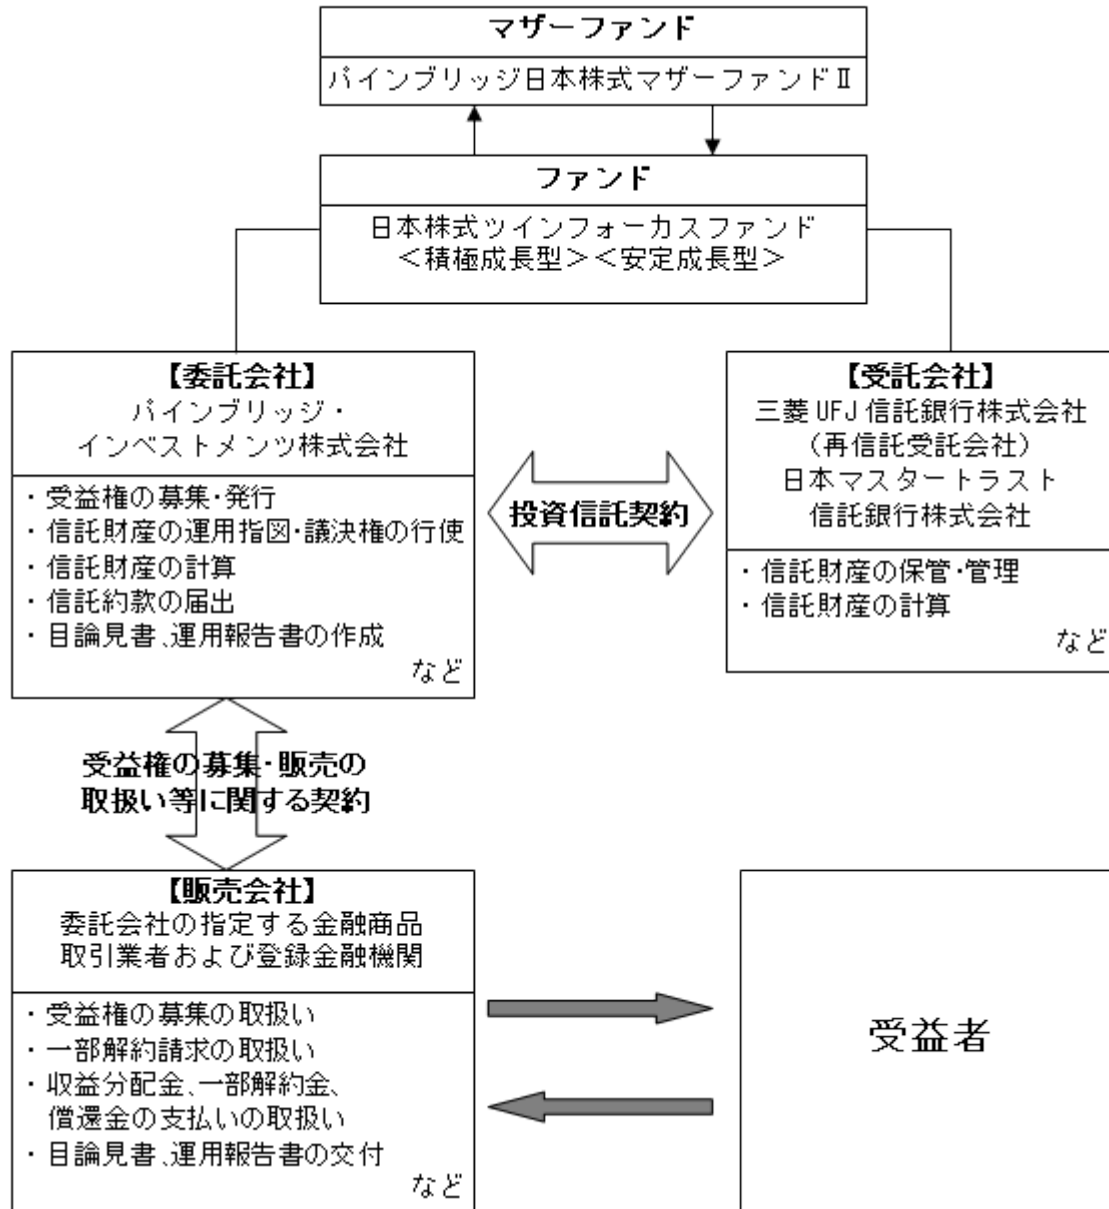 マザーファンド
パインブリッジ日本株式マザーファンドⅡ
ファンド
日本株式ツインフォーカスファンド
＜積極成長型＞＜安定成長型＞
【委託会社】
パインブリッジ・
インベストメンツ株式会社
・受益権の募集・発行
・信託財産の運用指図・議決権の行使
・信託財産の計算
・信託約款の届出
・目論見書、運用報告書の作成
など
投資信託契約
【受託会社】
三菱UFJ信託銀行株式会社
（再信託受託会社）
日本マスタートラスト
信託銀行株式会社
・信託財産の保管・管理
・信託財産の計算
など
受益権の募集・販売の
取扱い等に関する契約
【販売会社】
委託会社の指定する金融商品
取引業者および登録金融機関
・受益権の募集の取扱い
・一部解約請求の取扱い
・収益分配金、一部解約金、
償還金の支払いの取扱い
・目論見書、運用報告書の交付
など
受益者